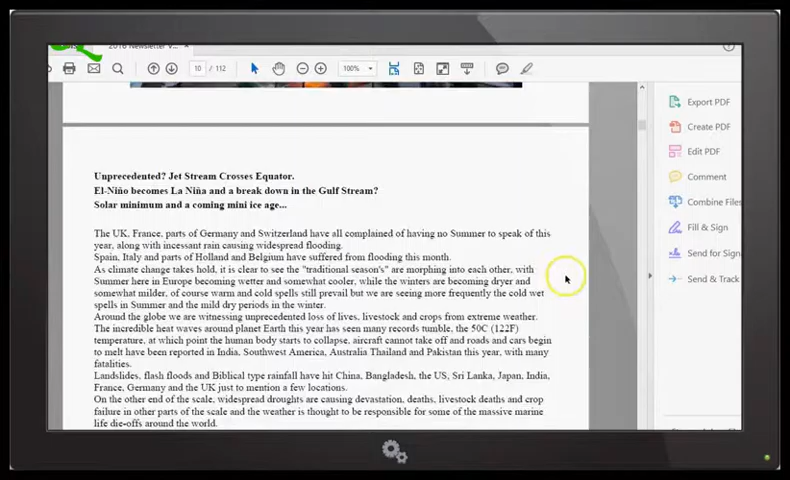 2016 Newsletter V...
10 / 112
100%
Export PDF
Create PDF
Edit PDF
Comment
Combine Files
Fill & Sign
Send for Sign
Send & Track
Unprecedented? Jet Stream Crosses Equator.
El-Niño becomes La Niña and a break down in the Gulf Stream?
Solar minimum and a coming mini ice age...
The UK, France, parts of Germany and Switzerland have all complained of having no Summer to speak of this
year, along with incessant rain causing widespread flooding.
Spain, Italy and parts of Holland and Belgium have suffered from flooding this month.
As climate change takes hold, it is clear to see the "traditional season's" are morphing into each other, with
Summer here in Europe becoming wetter and somewhat cooler, while the winters are becoming dryer and
somewhat milder, of course warm and cold spells still prevail but we are seeing more frequently the cold wet
spells in Summer and the mild dry periods in the winter.
Around the globe we are witnessing unprecedented loss of lives, livestock and crops from extreme weather.
The incredible heat waves around planet Earth this year has seen many records tumble, the 50C (122F)
temperature, at which point the human body starts to collapse, aircraft cannot take off and roads and cars begin
to melt have been reported in India, Southwest America, Australia Thailand and Pakistan this year, with many
fatalities.
Landslides, flash floods and Biblical type rainfall have hit China, Bangladesh, the US, Sri Lanka, Japan, India,
France, Germany and the UK just to mention a few locations.
On the other end of the scale, widespread droughts are causing devastation, deaths, livestock deaths and crop
failure in other parts of the scale and the weather is thought to be responsible for some of the massive marine
life die-offs around the world.